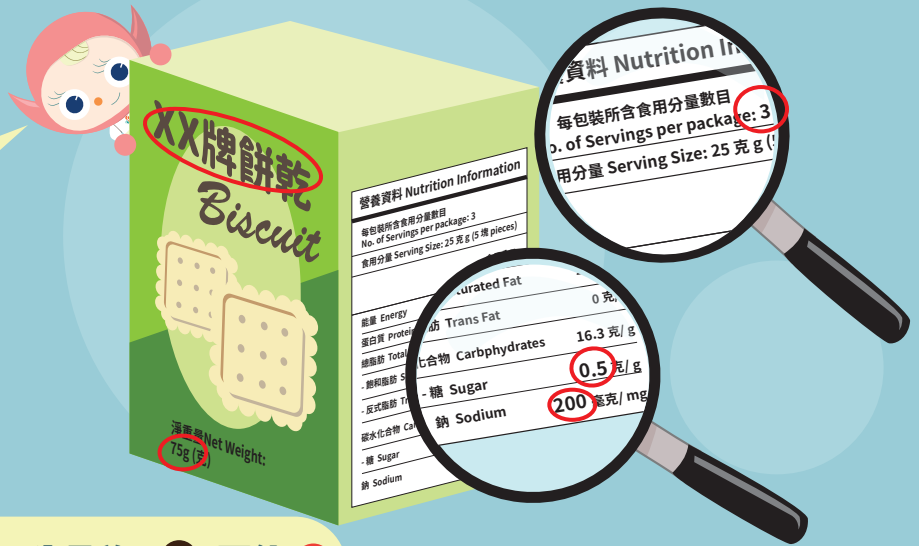 XX牌餅乾
Biscuit
淨重量Net Weight:
75g (克)
營養資料 Nutrition Information
每包裝所含食用分量數目
No. of Servings per package: 3
食用分量 Serving Size: 25 克 g (5 塊 pieces)
能量 Energy
蛋白質 Protein
總脂肪 Total
- 飽和脂肪 S
- 反式脂肪 Tr
碳水化合物 Ca
- 糖 Sugar
鈉 Sodium
資料 Nutrition In
每包裝所含食用分量數目
o. of Servings per package: 3
用分量 Serving Size: 25 克 g (
turated Fat
肪 Trans Fat
0 克/
化合物 Carbphydrates
16.3 克/ g
- 糖 Sugar
0.5 克/ g
鈉 Sodium
200 毫克/ mg